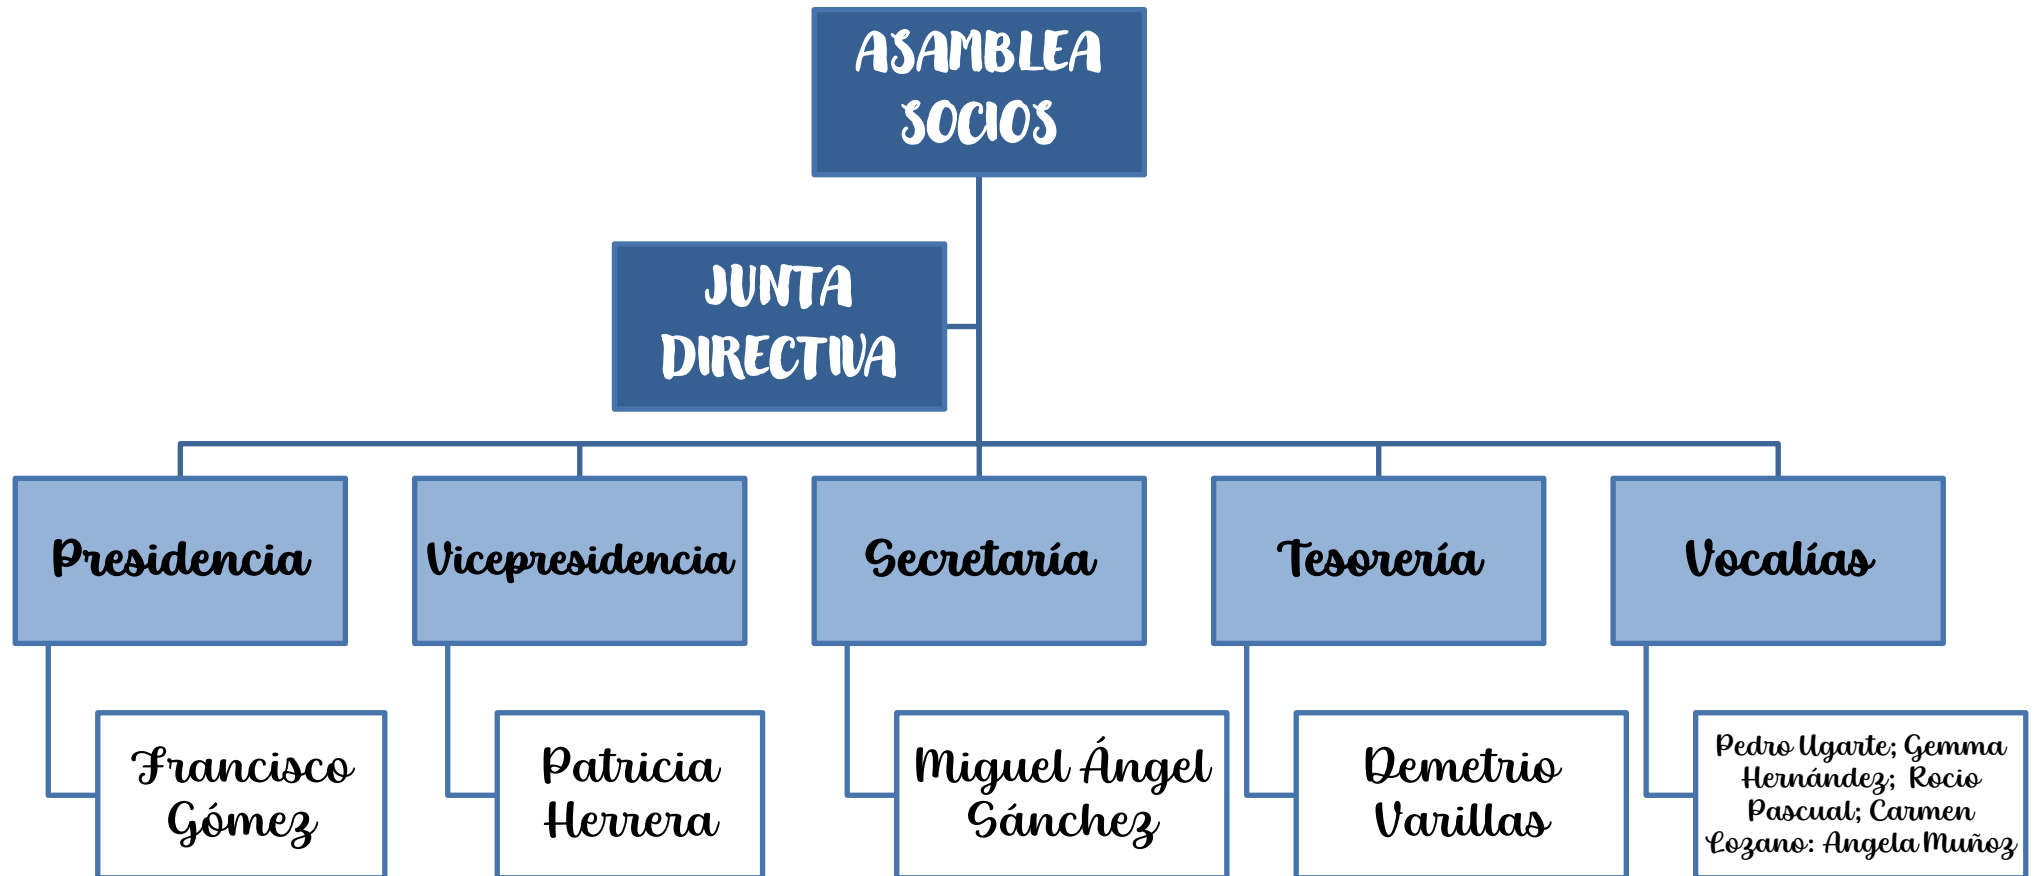 ASAMBLEA
SOCIOS
JUNTA
DIRECTIVA
Presidencia
Vicepresidencia
Secretaría
Tesorería
Vocalías
Francisco
Gómez
Patricia
Herrera
Miguel Ángel
Sánchez
Demetrio
Varillas
Pedro Ugarte; Gemma
Hernández; Rocio
Pascual; Carmen
Lozano: Angela Muñoz